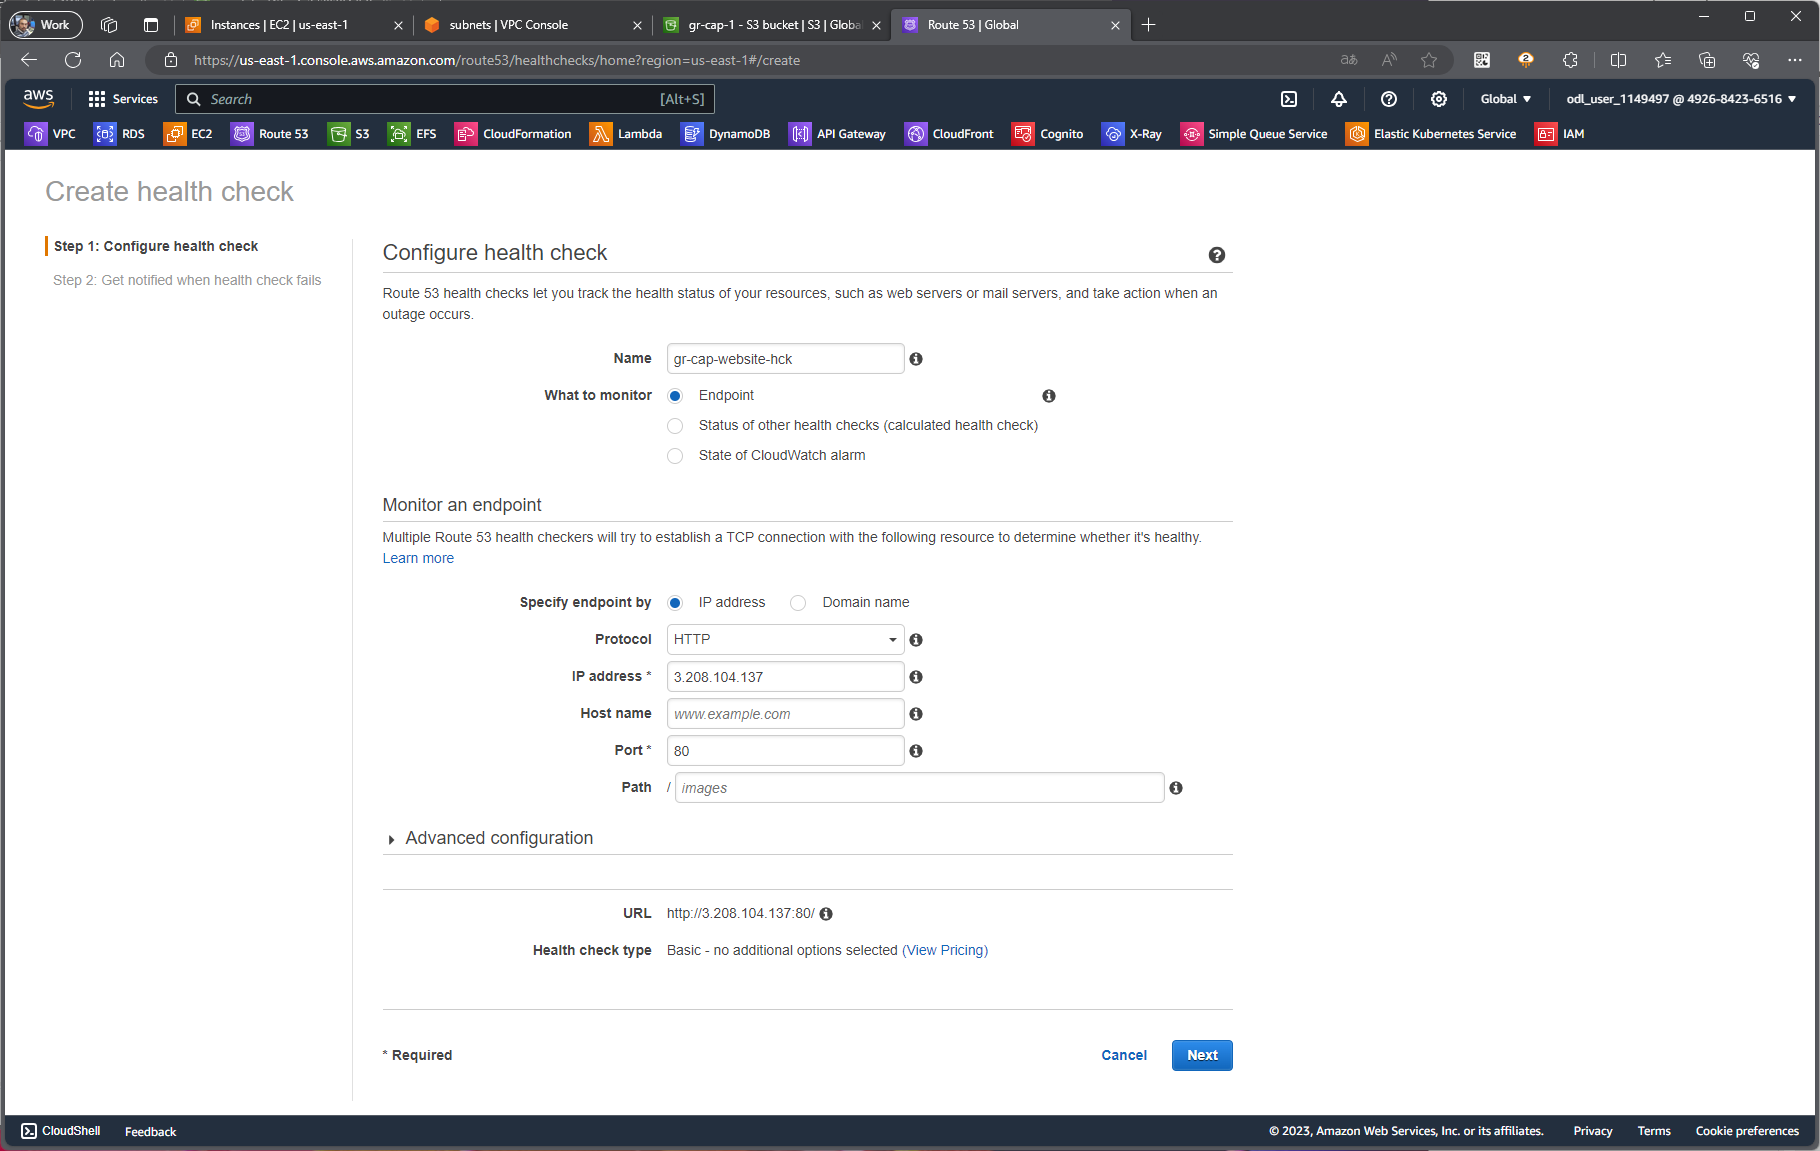 Work
Instances | EC2 | us-east-1
subnets | VPC Console
gr-cap-1 - S3 bucket | S3 | Global
Route 53 | Global
https://us-east-1.console.aws.amazon.com/route53/healthchecks/home?region=us-east-1#/create
aws
Services
Search
[Alt+S]
Global
odl_user_1149497 @ 4926-8423-6516
VPC
RDS
EC2
Route 53
S3
EFS
CloudFormation
Lambda
DynamoDB
API Gateway
CloudFront
Cognito
X-Ray
Simple Queue Service
Elastic Kubernetes Service
IAM
Create health check
Step 1: Configure health check
Step 2: Get notified when health check fails
Configure health check
Route 53 health checks let you track the health status of your resources, such as web servers or mail servers, and take action when an
outage occurs.
Name
gr-cap-website-hck
What to monitor
Endpoint
Status of other health checks (calculated health check)
State of CloudWatch alarm
Monitor an endpoint
Multiple Route 53 health checkers will try to establish a TCP connection with the following resource to determine whether it's healthy.
Learn more
Specify endpoint by
IP address
Domain name
Protocol
HTTP
IP address *
3.208.104.137
Host name
www.example.com
Port *
80
Path
/
images
Advanced configuration
URL
http://3.208.104.137:80/
Health check type
Basic - no additional options selected (View Pricing)
* Required
Cancel
Next
CloudShell
Feedback
© 2023, Amazon Web Services, Inc. or its affiliates.
Privacy
Terms
Cookie preferences